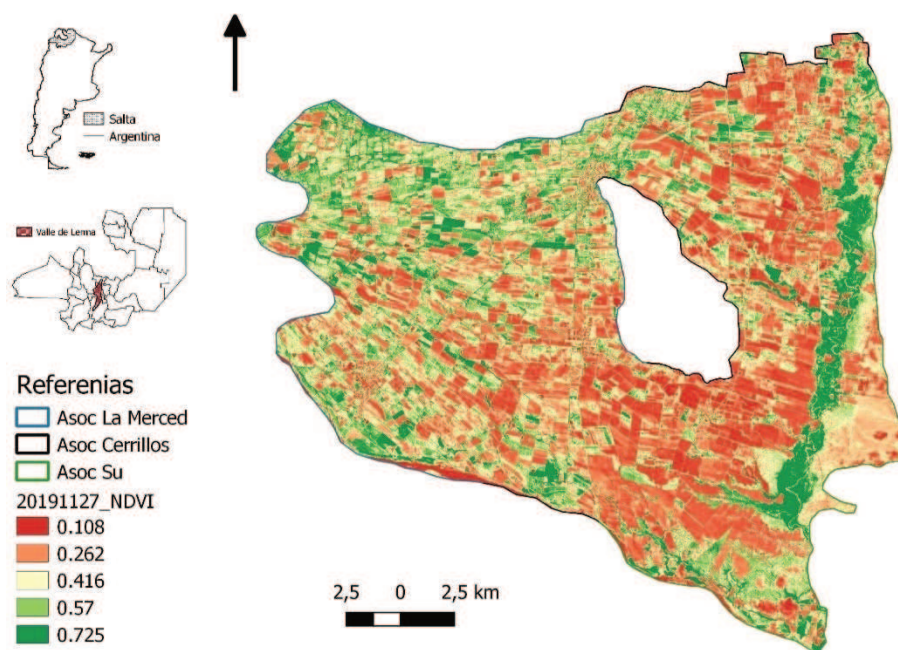 Salta
Argentina
Valle de Lerma
Referenias
Asoc La Merced
Asoc Cerrillos
Asoc Su
20191127_NDVI
0.108
0.262
0.416
0.57
0.725
2,5 0 2,5 km